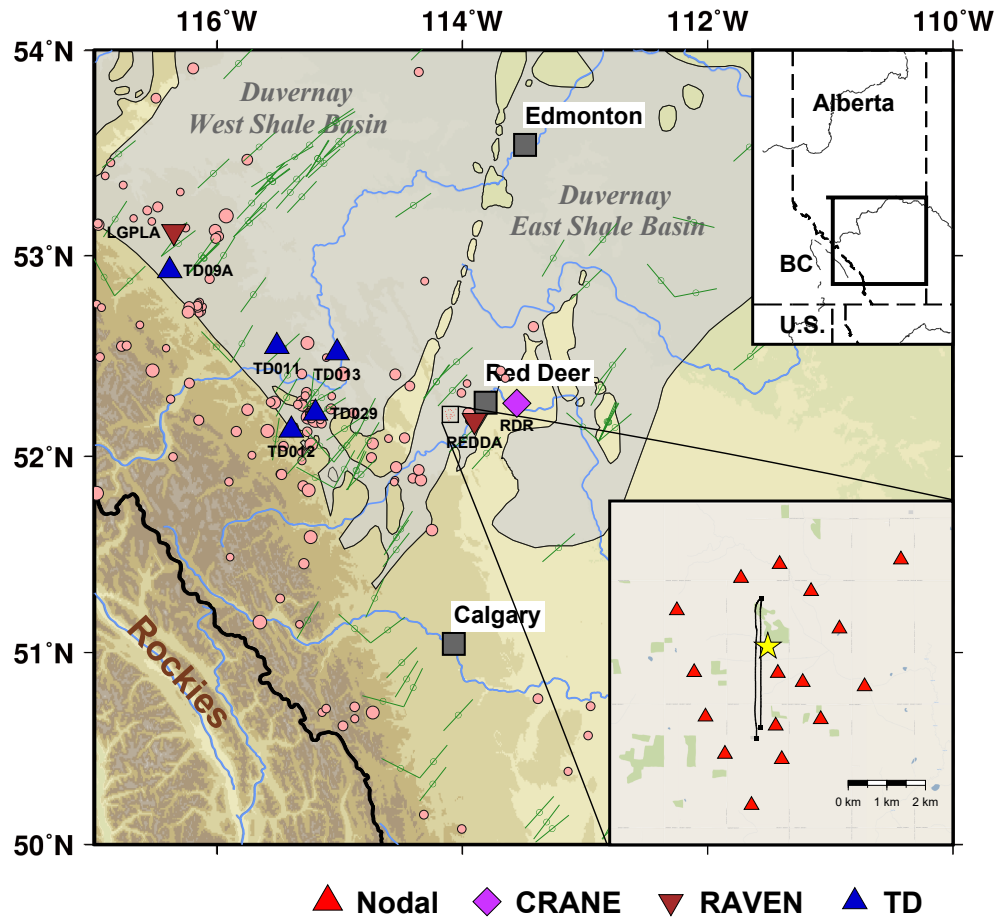 116°W 114°W 112°W 110°W
54°N
Duvernay
West Shale Basin
Edmonton
Alberta
Duvernay
East Shale Basin
LGPLA
53°N
TD09A
BC
U.S.
TD011
TD013
Red Deer
TD029
RDR
REDDA
TD012
52°N
Calgary
51°N
Rockies
0 km 1 km 2 km
50°N
Nodal CRANE RAVEN TD